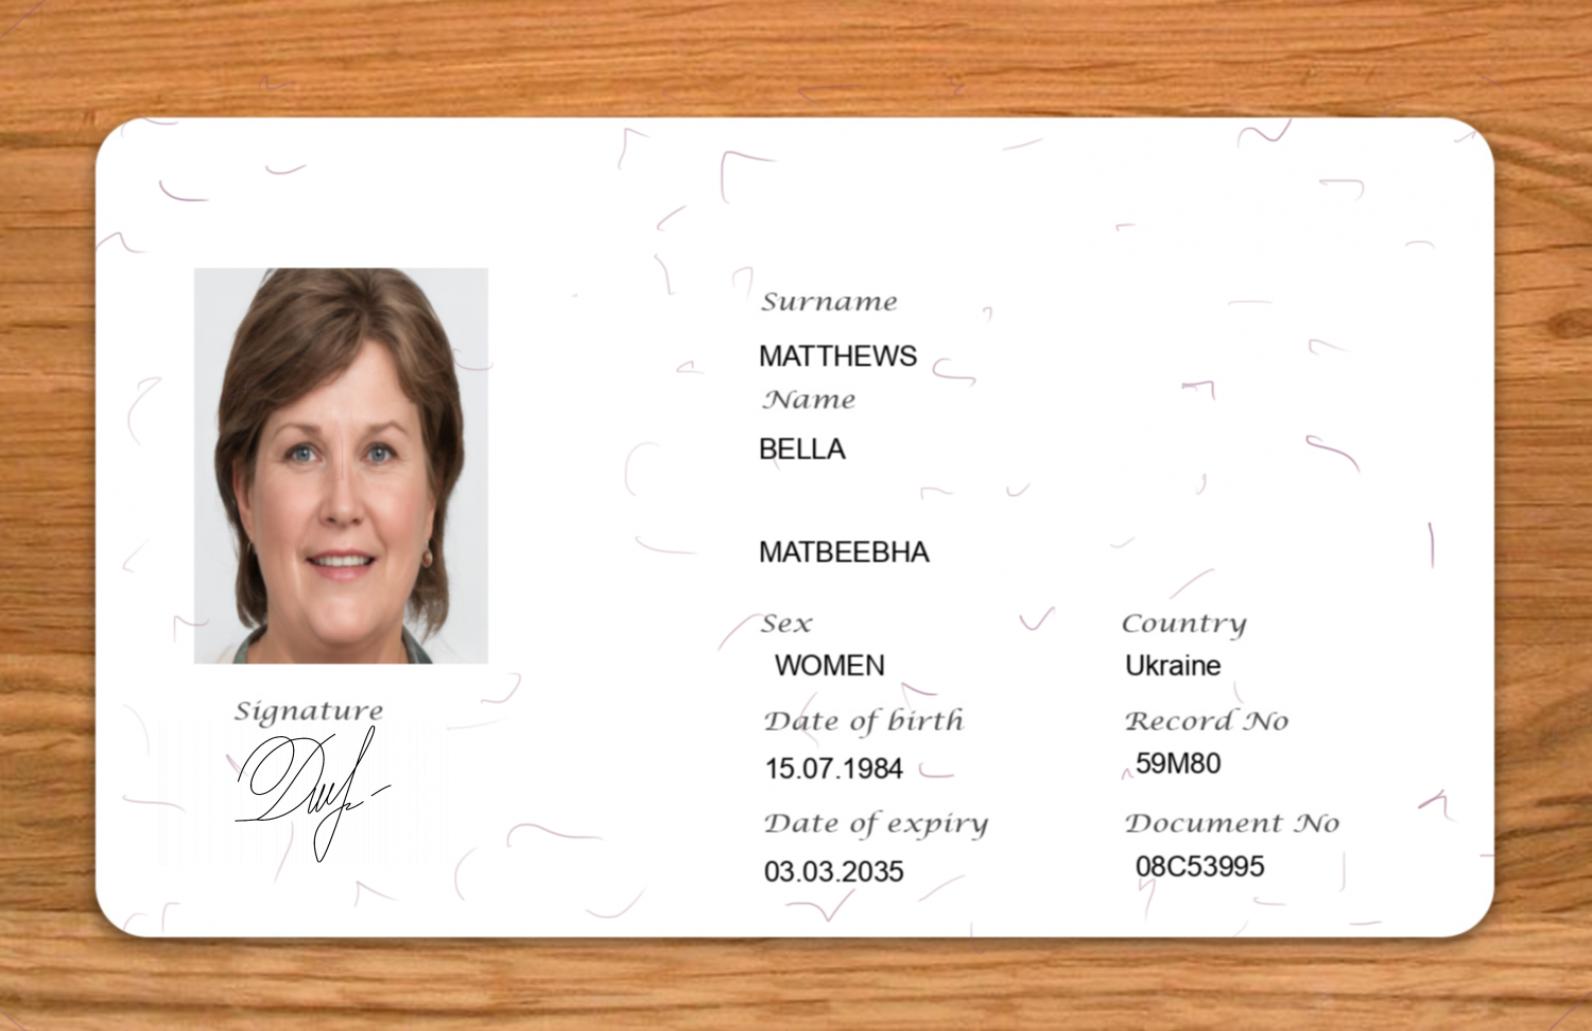 Surname
MATTHEWS
Name
BELLA
MATBEEBHA
Sex
WOMEN
Country
Ukraine
Date of birth
15.07.1984
Record No
59M80
Date of expiry
03.03.2035
Document No
08C53995
Signature